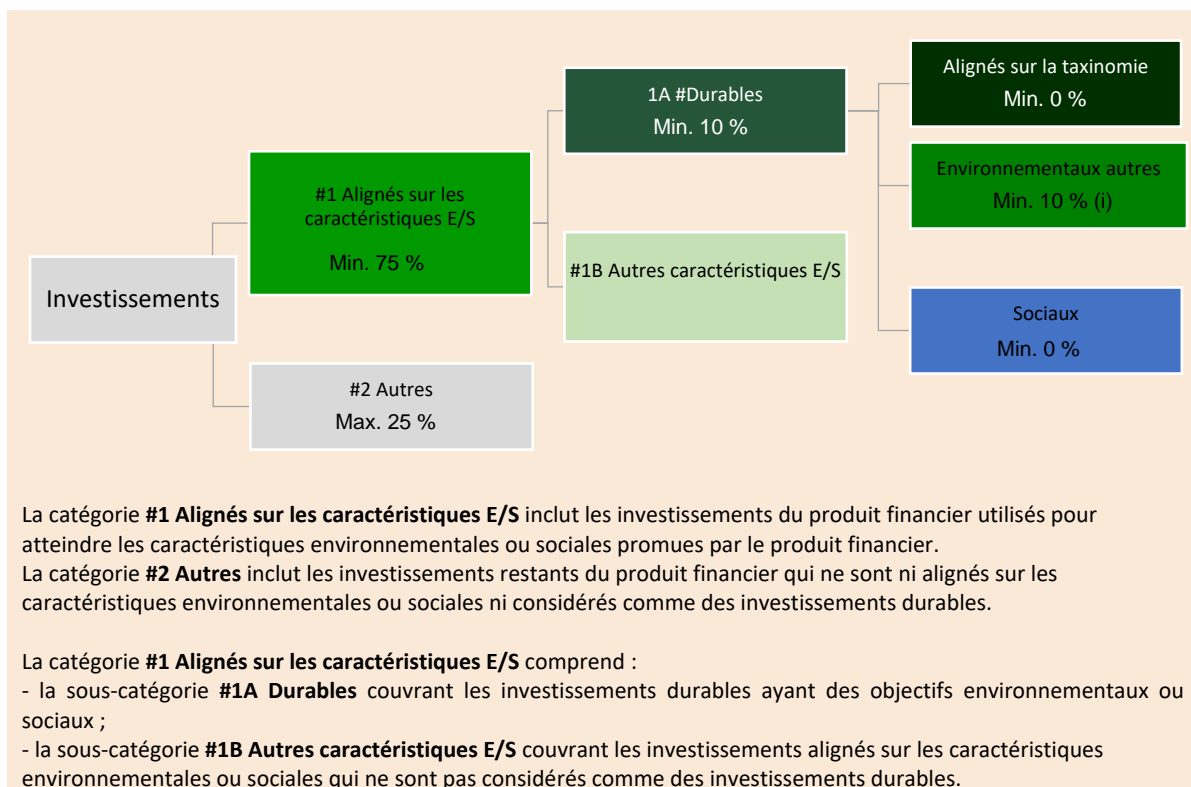 Investissements
#1 Alignés sur les
caractéristiques E/S
Min. 75 %
#2 Autres
Max. 25 %
1A #Durables
Min. 10 %
#1B Autres caractéristiques E/S
Alignés sur la taxinomie
Min. 0 %
Environnementaux autres
Min. 10 % (i)
Sociaux
Min. 0 %
La catégorie #1 Alignés sur les caractéristiques E/S inclut les investissements du produit financier utilisés pour
atteindre les caractéristiques environnementales ou sociales promues par le produit financier.
La catégorie #2 Autres inclut les investissements restants du produit financier qui ne sont ni alignés sur les
caractéristiques environnementales ou sociales ni considérés comme des investissements durables.
La catégorie #1 Alignés sur les caractéristiques E/S comprend :
- la sous-catégorie #1A Durables couvrant les investissements durables ayant des objectifs environnementaux ou
sociaux ;
- la sous-catégorie #1B Autres caractéristiques E/S couvrant les investissements alignés sur les caractéristiques
environnementales ou sociales qui ne sont pas considérés comme des investissements durables.